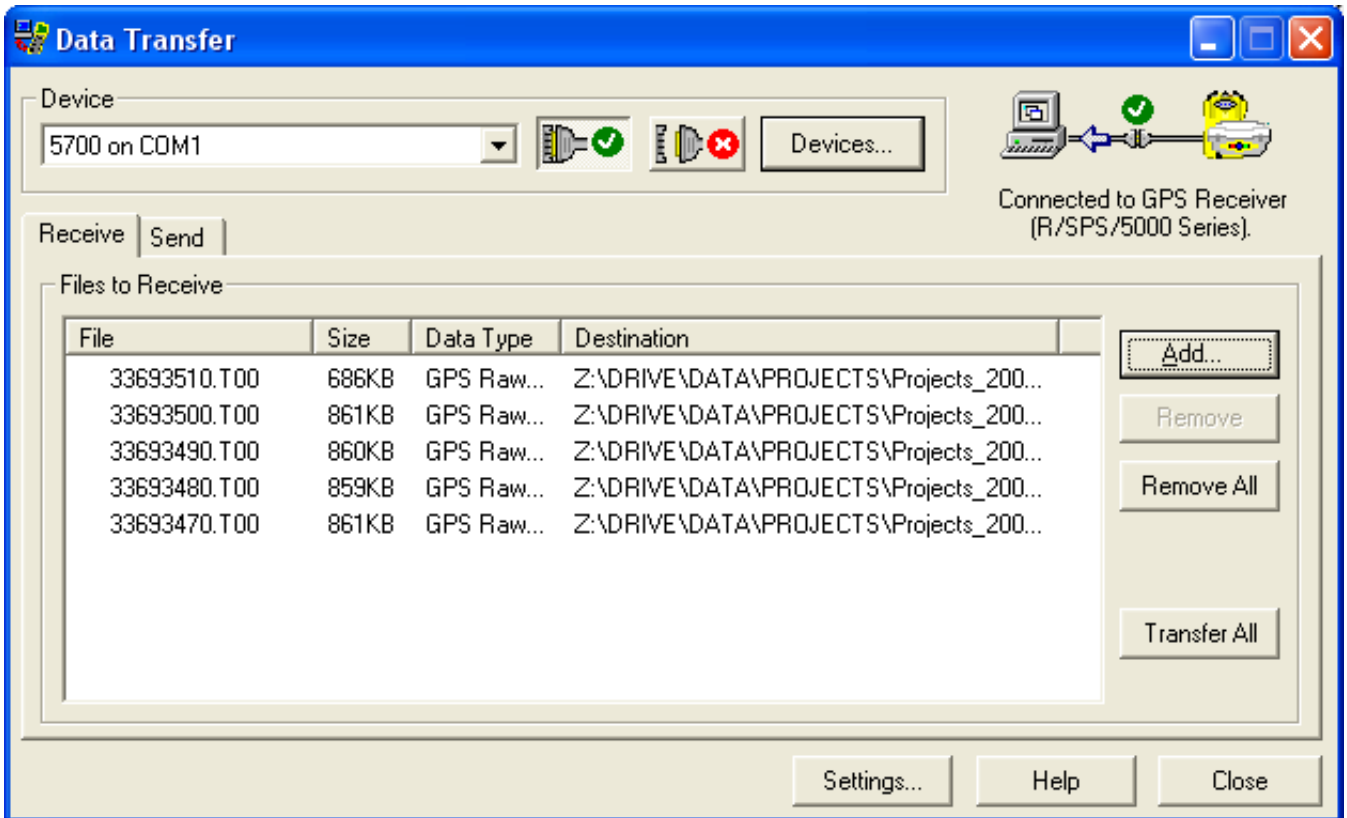 Data Transfer
Device
5700 on COM1
Devices...
Connected to GPS Receiver
(R/SPS/5000 Series).
Receive Send
Files to Receive
File Size Data Type Destination
33693510.T00 686KB GPS Raw... Z:\DRIVE\DATA\PROJECTS\Projects_200...
33693500.T00 861KB GPS Raw... Z:\DRIVE\DATA\PROJECTS\Projects_200...
33693490.T00 860KB GPS Raw... Z:\DRIVE\DATA\PROJECTS\Projects_200...
33693480.T00 859KB GPS Raw... Z:\DRIVE\DATA\PROJECTS\Projects_200...
33693470.T00 861KB GPS Raw... Z:\DRIVE\DATA\PROJECTS\Projects_200...
Add...
Remove
Remove All
Transfer All
Settings... Help Close